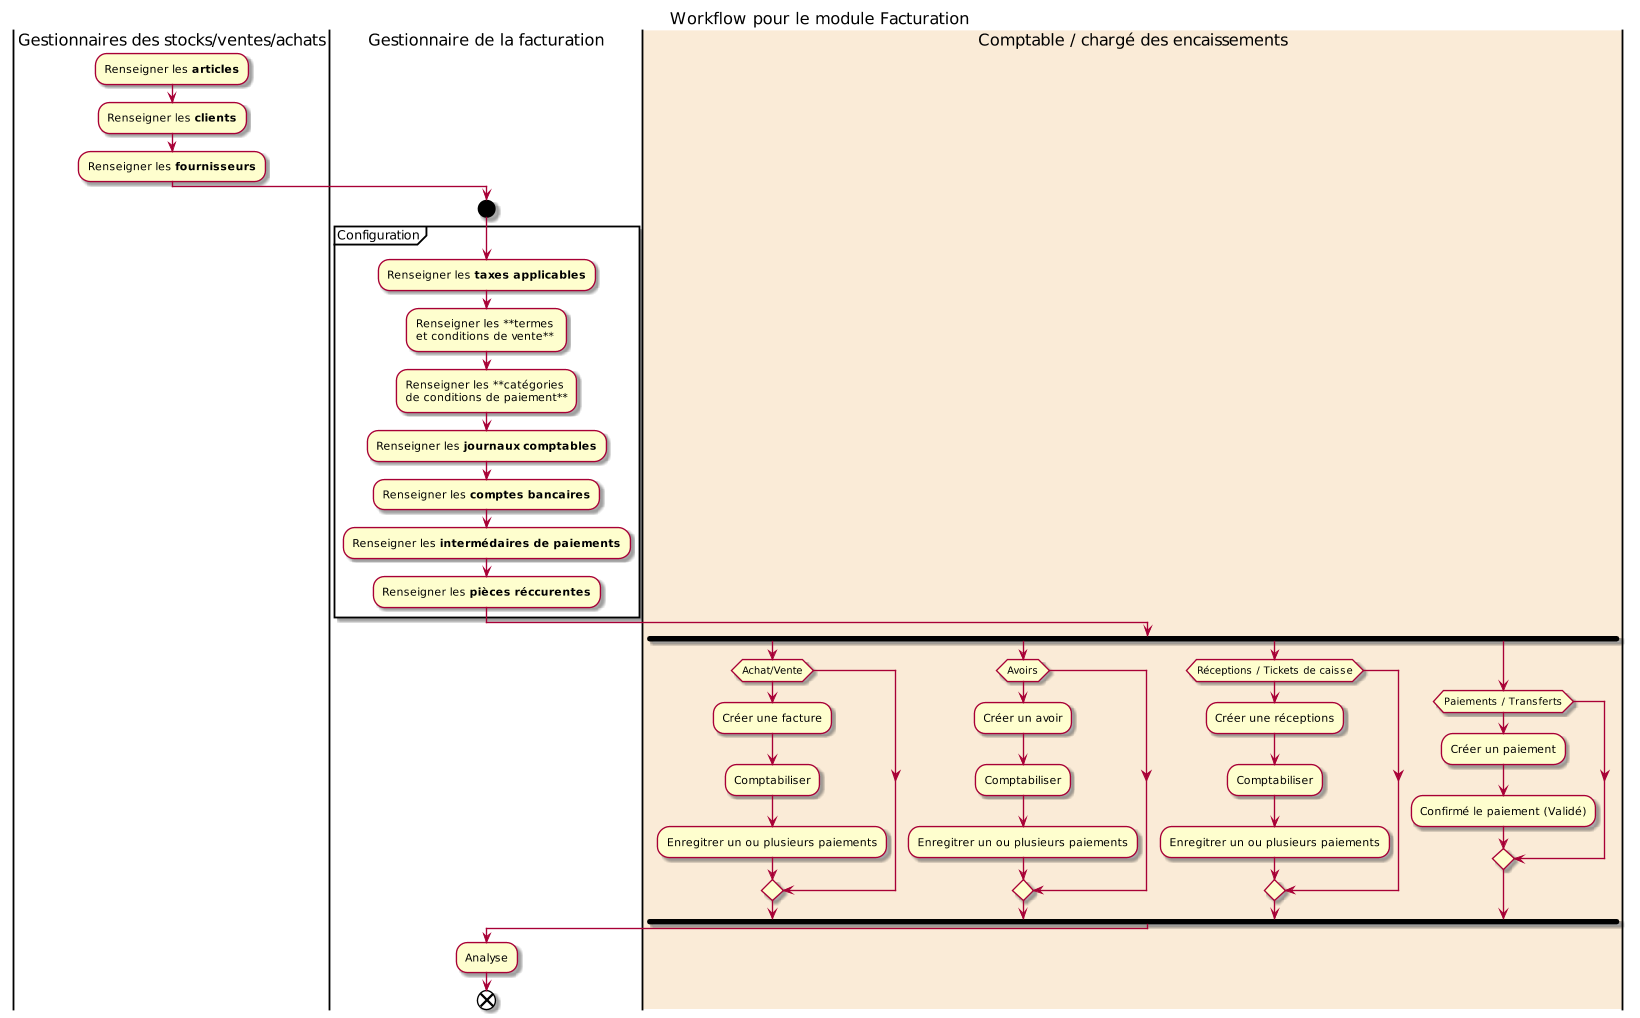 Workflow pour le module Facturation
Gestionnaires des stocks/ventes/achats
Gestionnaire de la facturation
Comptable / chargé des encaissements
Renseigner les articles
Renseigner les clients
Renseigner les fournisseurs
Configuration
Renseigner les taxes applicables
Renseigner les **termes
et conditions de vente**
Renseigner les **catégories
de conditions de paiement**
Renseigner les journaux comptables
Renseigner les comptes bancaires
Renseigner les intermédaires de paiements
Renseigner les pièces réccurentes
Achat/Vente
Créer une facture
Comptabiliser
Enregitrer un ou plusieurs paiements
Avoirs
Créer un avoir
Comptabiliser
Enregitrer un ou plusieurs paiements
Réceptions / Tickets de caisse
Créer une réceptions
Comptabiliser
Enregitrer un ou plusieurs paiements
Paiements / Transferts
Créer un paiement
Confirmé le paiement (Validé)
Analyse